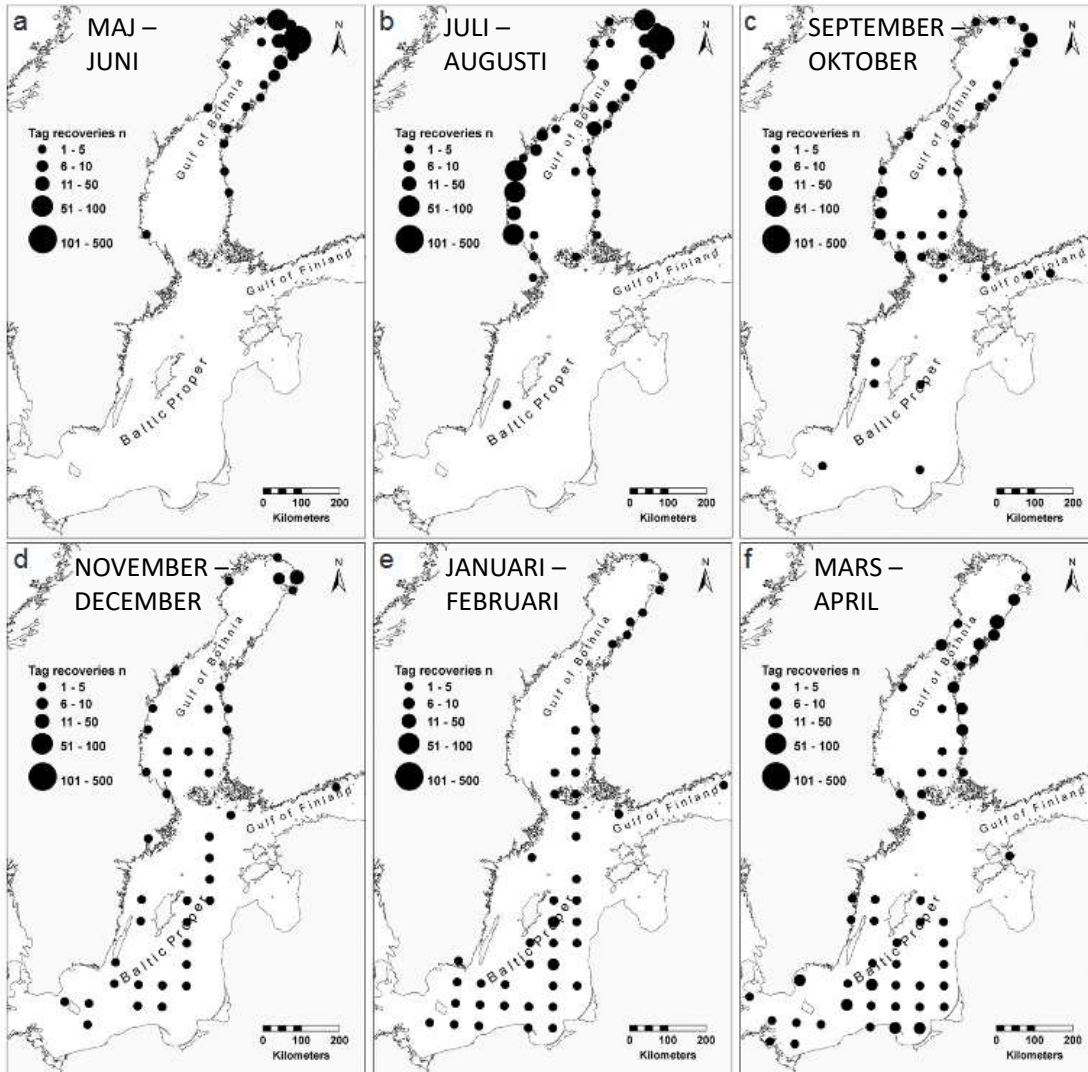 a
MAJ –
JUNI
N
Gulf of Bothnia
Tag recoveries n
1 - 5
6 - 10
11 - 50
51 - 100
101 - 500
Gulf of Finland
Baltic Proper
0 100 200
Kilometers
b
JULI –
AUGUSTI
N
Gulf of Bothnia
Tag recoveries n
1 - 5
6 - 10
11 - 50
51 - 100
101 - 500
Gulf of Finland
Baltic Proper
0 100 200
Kilometers
c
SEPTEMBER –
OKTOBER
N
Gulf of Bothnia
Tag recoveries n
1 - 5
6 - 10
11 - 50
51 - 100
101 - 500
Gulf of Finland
Baltic Proper
0 100 200
Kilometers
d
NOVEMBER –
DECEMBER
N
Gulf of Bothnia
Tag recoveries n
1 - 5
6 - 10
11 - 50
51 - 100
101 - 500
Gulf of Finland
Baltic Proper
0 100 200
Kilometers
e
JANUARI –
FEBRUARI
N
Gulf of Bothnia
Tag recoveries n
1 - 5
6 - 10
11 - 50
51 - 100
101 - 500
Gulf of Finland
Baltic Proper
0 100 200
Kilometers
f
MARS –
APRIL
N
Gulf of Bothnia
Tag recoveries n
1 - 5
6 - 10
11 - 50
51 - 100
101 - 500
Gulf of Finland
Baltic Proper
0 100 200
Kilometers